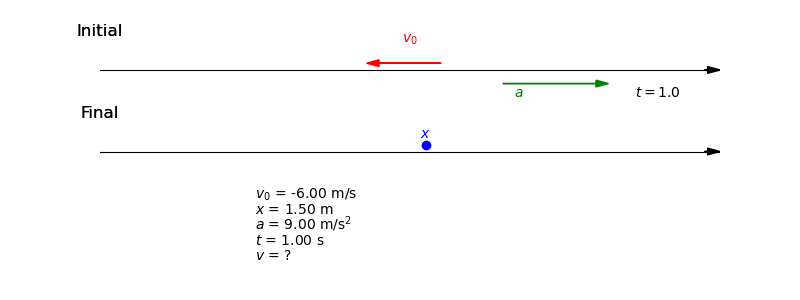 Initial
v₀
a
t = 1.0
Final
x
v₀ = -6.00 m/s
x = 1.50 m
a = 9.00 m/s²
t = 1.00 s
v = ?